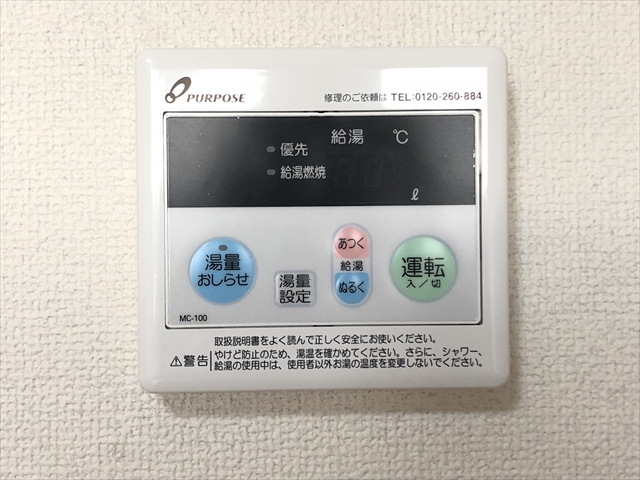 PURPOSE
修理のご依頼は TEL:0120-260-884
給湯 ℃
優先
給湯燃焼
ℓ
湯量
おしらせ
湯量
設定
あつく
給湯
ぬるく
運転
入／切
MC-100
取扱説明書をよく読んで正しく安全にお使いください。
⚠警告
やけど防止のため、湯温を確かめてください。さらに、シャワー、
給湯の使用中は、使用者以外お湯の温度を変更しないでください。